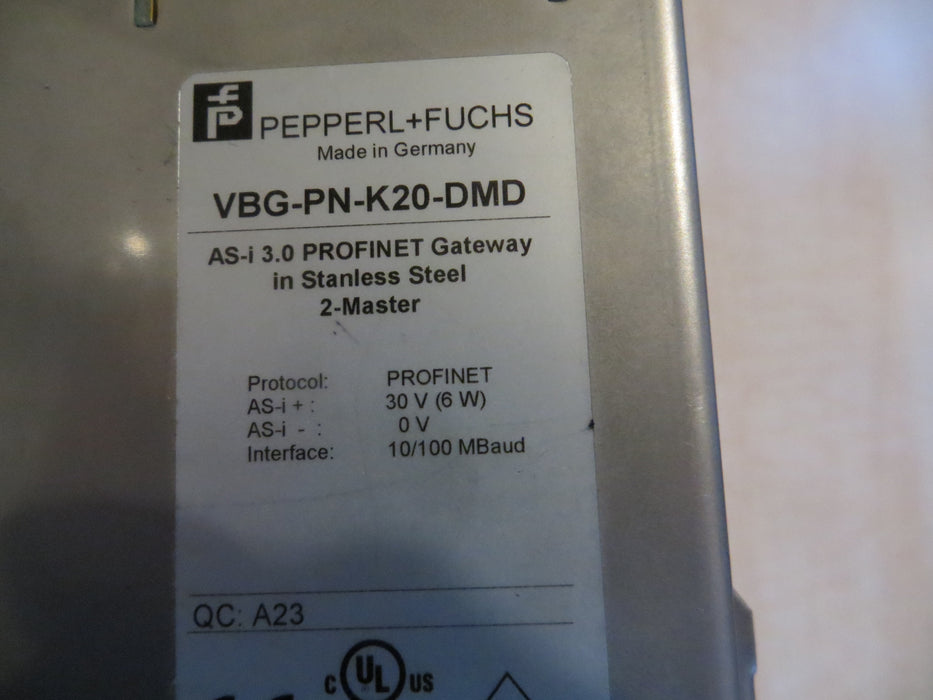 PEPPERL+FUCHS
Made in Germany
VBG-PN-K20-DMD
AS-i 3.0 PROFINET Gateway
in Stanless Steel
2-Master
Protocol: PROFINET
AS-i + : 30 V (6 W)
AS-i - : 0 V
Interface: 10/100 MBaud
QC: A23
C UL US